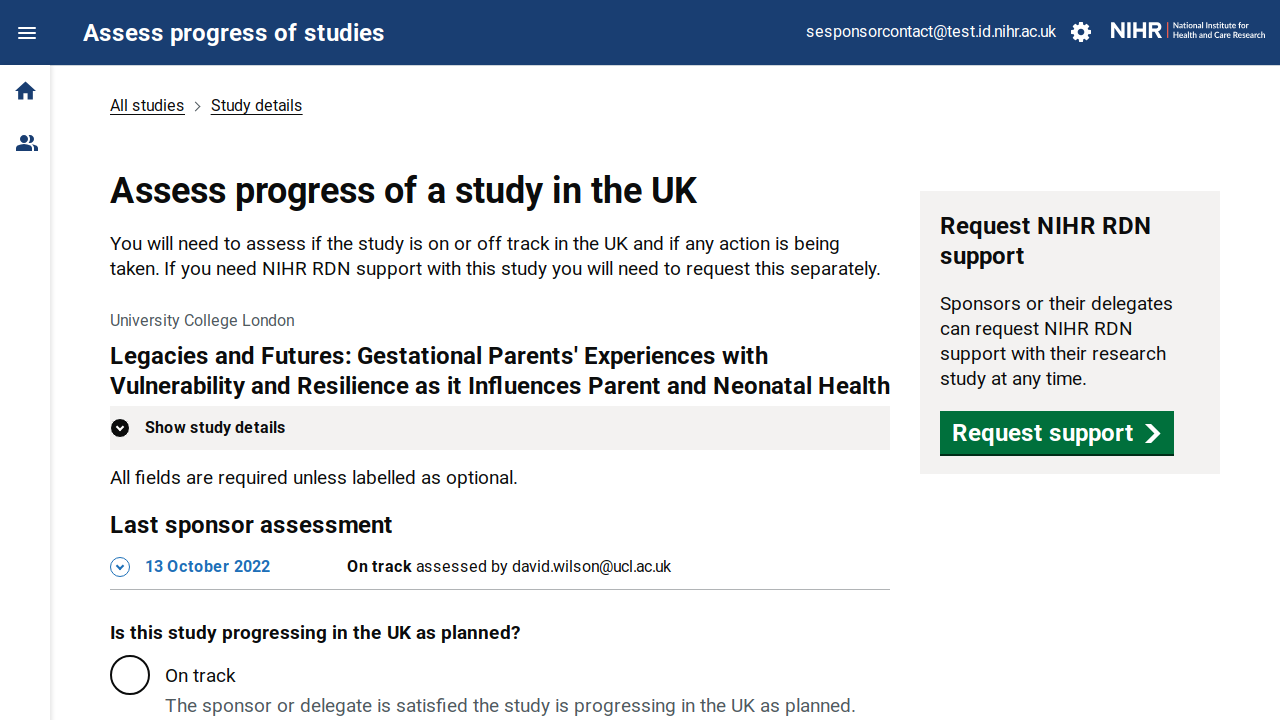 Assess progress of studies
sesponsorcontact@test.id.nihr.ac.uk
NIHR
National Institute for
Health and Care Research
All studies
Study details
Assess progress of a study in the UK
You will need to assess if the study is on or off track in the UK and if any action is being
taken. If you need NIHR RDN support with this study you will need to request this separately.
University College London
Legacies and Futures: Gestational Parents' Experiences with
Vulnerability and Resilience as it Influences Parent and Neonatal Health
Show study details
All fields are required unless labelled as optional.
Last sponsor assessment
13 October 2022
On track assessed by david.wilson@ucl.ac.uk
Is this study progressing in the UK as planned?
On track
The sponsor or delegate is satisfied the study is progressing in the UK as planned.
Request NIHR RDN
support
Sponsors or their delegates
can request NIHR RDN
support with their research
study at any time.
Request support